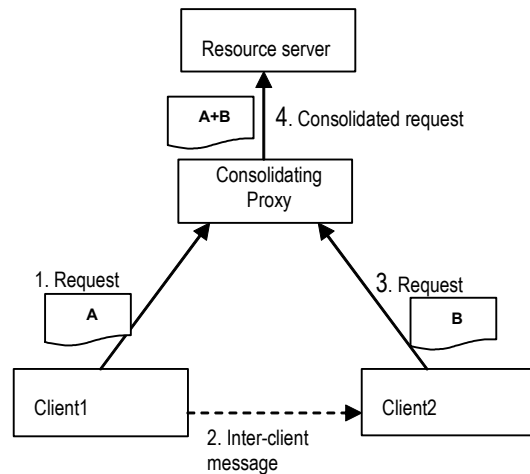 Resource server
A+B
4. Consolidated request
Consolidating
Proxy
1. Request
A
3. Request
B
Client1
Client2
2. Inter-client
message